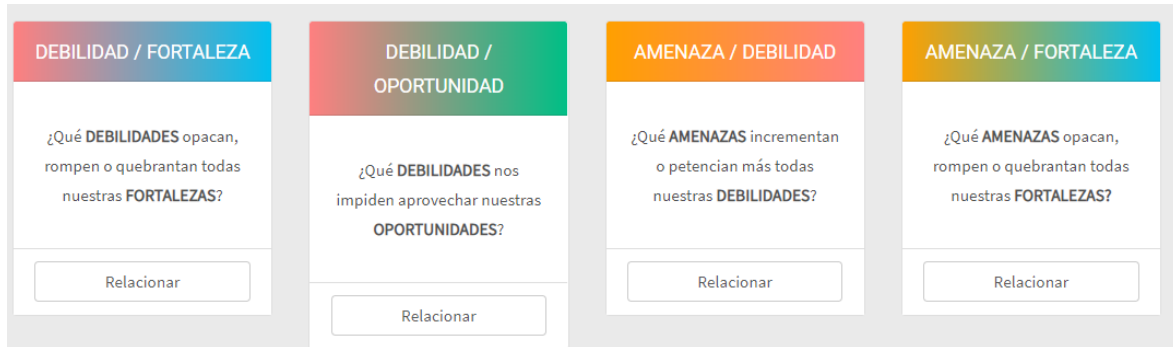 DEBILIDAD / FORTALEZA
¿Qué DEBILIDADES opacan,
rompen o quebrantan todas
nuestras FORTALEZAS?
Relacionar
DEBILIDAD /
OPORTUNIDAD
¿Qué DEBILIDADES nos
impiden aprovechar nuestras
OPORTUNIDADES?
Relacionar
AMENAZA / DEBILIDAD
¿Qué AMENAZAS incrementan
o petencian más todas
nuestras DEBILIDADES?
Relacionar
AMENAZA / FORTALEZA
¿Qué AMENAZAS opacan,
rompen o quebrantan todas
nuestras FORTALEZAS?
Relacionar